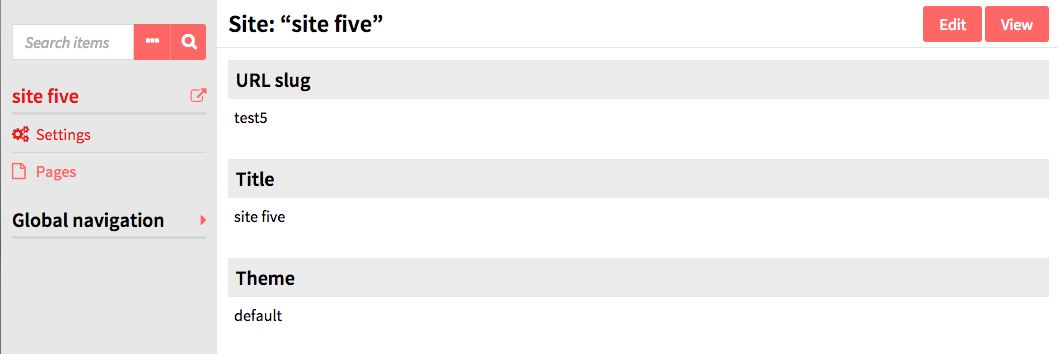 Search items
site five
Settings
Pages
Global navigation
Site: “site five”
Edit
View
URL slug
test5
Title
site five
Theme
default